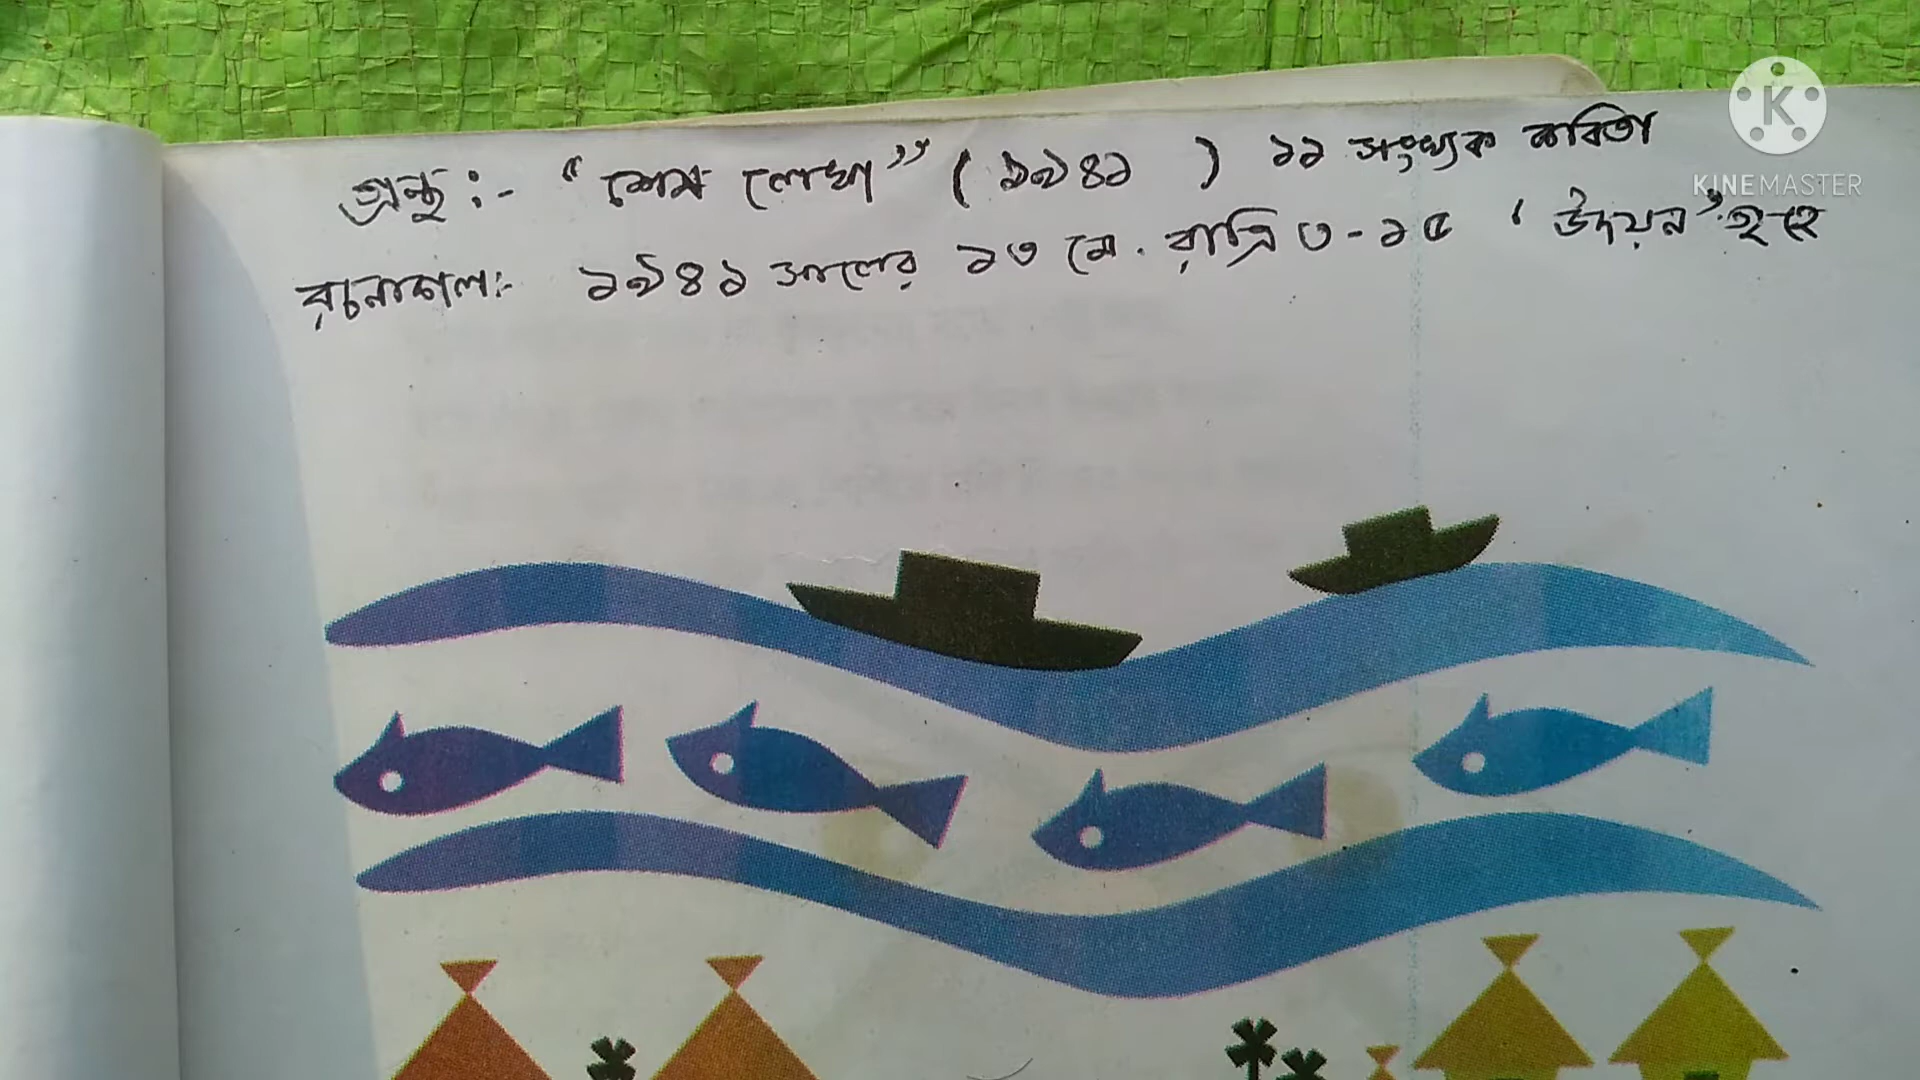 গ্রন্থ :- “শেষ লেখা” ( ১৯৪১ ) ১১ সংখ্যক কবিতা
রচনাকাল:- ১৯৪১ সালের ১৩ মে. রাত্রি ৩-১৫ ‘উদয়ন’
KINEMASTER